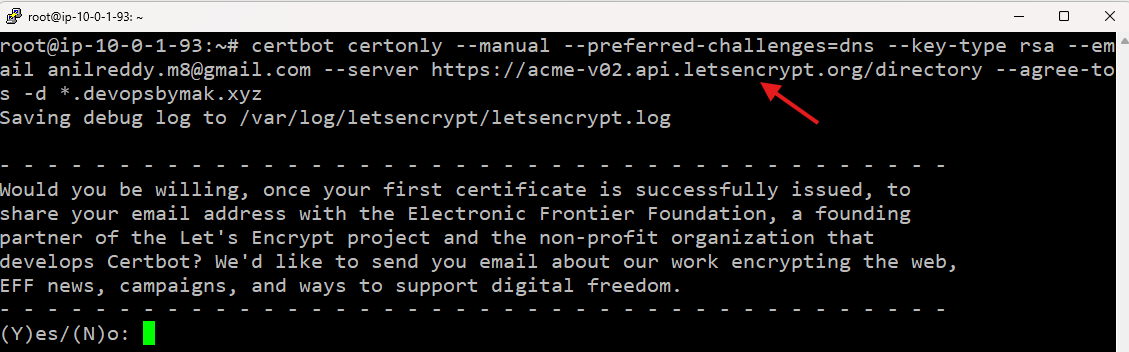 root@ip-10-0-1-93: ~
root@ip-10-0-1-93:~# certbot certonly --manual --preferred-challenges=dns --key-type rsa --em
ail anilreddy.m8@gmail.com --server https://acme-v02.api.letsencrypt.org/directory --agree-to
s -d *.devopsbymak.xyz
Saving debug log to /var/log/letsencrypt/letsencrypt.log
- - - - - - - - - - - - - - - - - - - - - - - - - - - - - - - - - - - - - - - -
Would you be willing, once your first certificate is successfully issued, to
share your email address with the Electronic Frontier Foundation, a founding
partner of the Let's Encrypt project and the non-profit organization that
develops Certbot? We'd like to send you email about our work encrypting the web,
EFF news, campaigns, and ways to support digital freedom.
- - - - - - - - - - - - - - - - - - - - - - - - - - - - - - - - - - - - - - - -
(Y)es/(N)o: